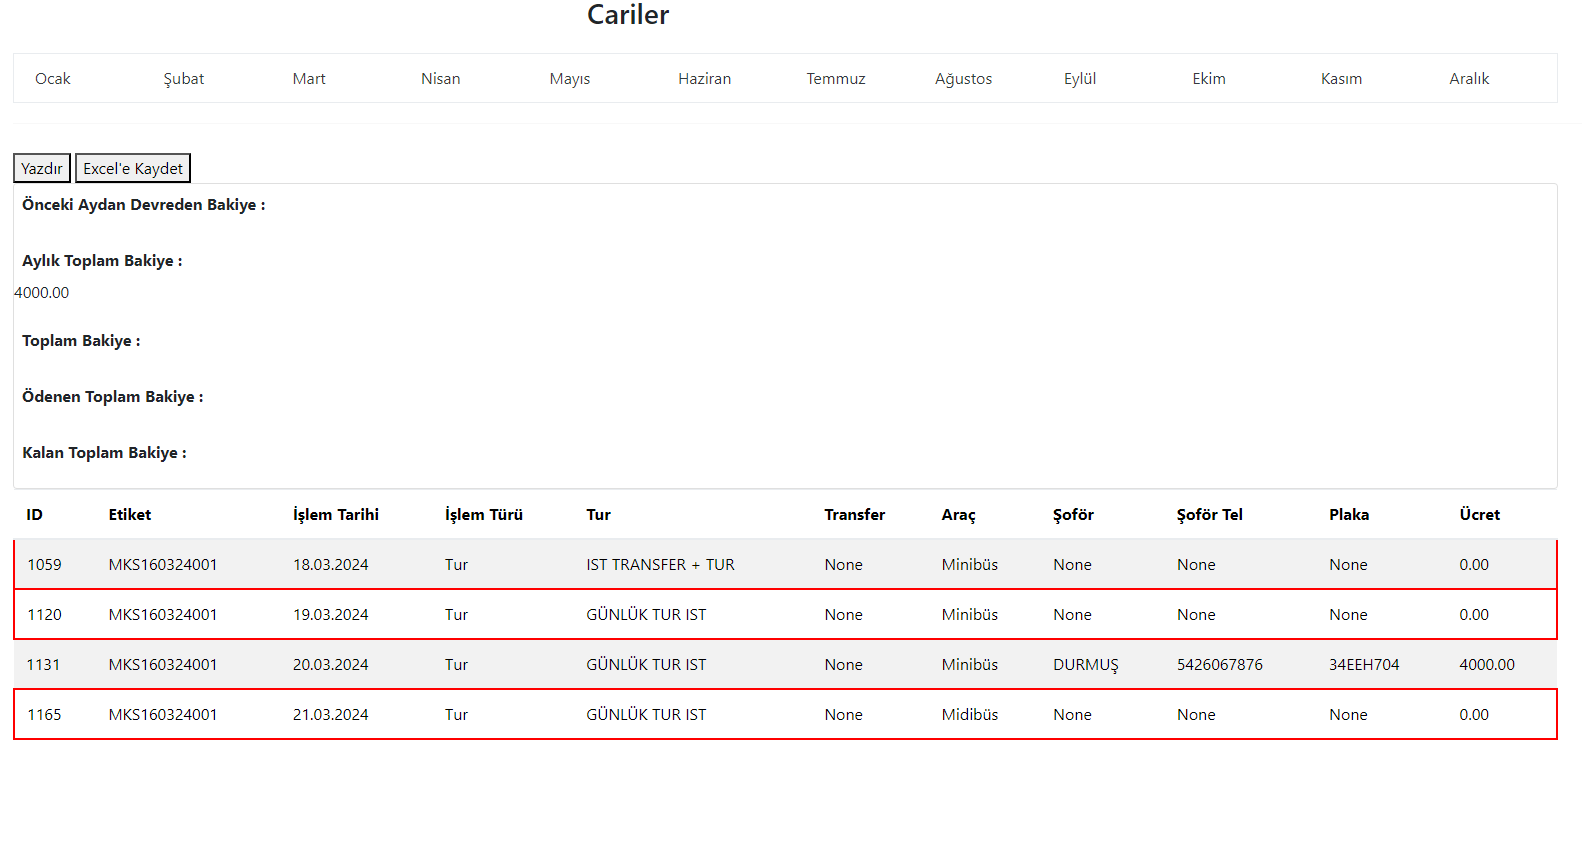 Cariler
Ocak Şubat Mart Nisan Mayıs Haziran Temmuz Ağustos Eylül Ekim Kasım Aralık
Yazdır Excel'e Kaydet
Önceki Aydan Devreden Bakiye :
Aylık Toplam Bakiye :
4000.00
Toplam Bakiye :
Ödenen Toplam Bakiye :
Kalan Toplam Bakiye :
ID Etiket İşlem Tarihi İşlem Türü Tur Transfer Araç Şoför Şoför Tel Plaka Ücret
1059 MKS160324001 18.03.2024 Tur IST TRANSFER + TUR None Minibüs None None None 0.00
1120 MKS160324001 19.03.2024 Tur GÜNLÜK TUR IST None Minibüs None None None 0.00
1131 MKS160324001 20.03.2024 Tur GÜNLÜK TUR IST None Minibüs DURMUŞ 5426067876 34EEH704 4000.00
1165 MKS160324001 21.03.2024 Tur GÜNLÜK TUR IST None Midibüs None None None 0.00